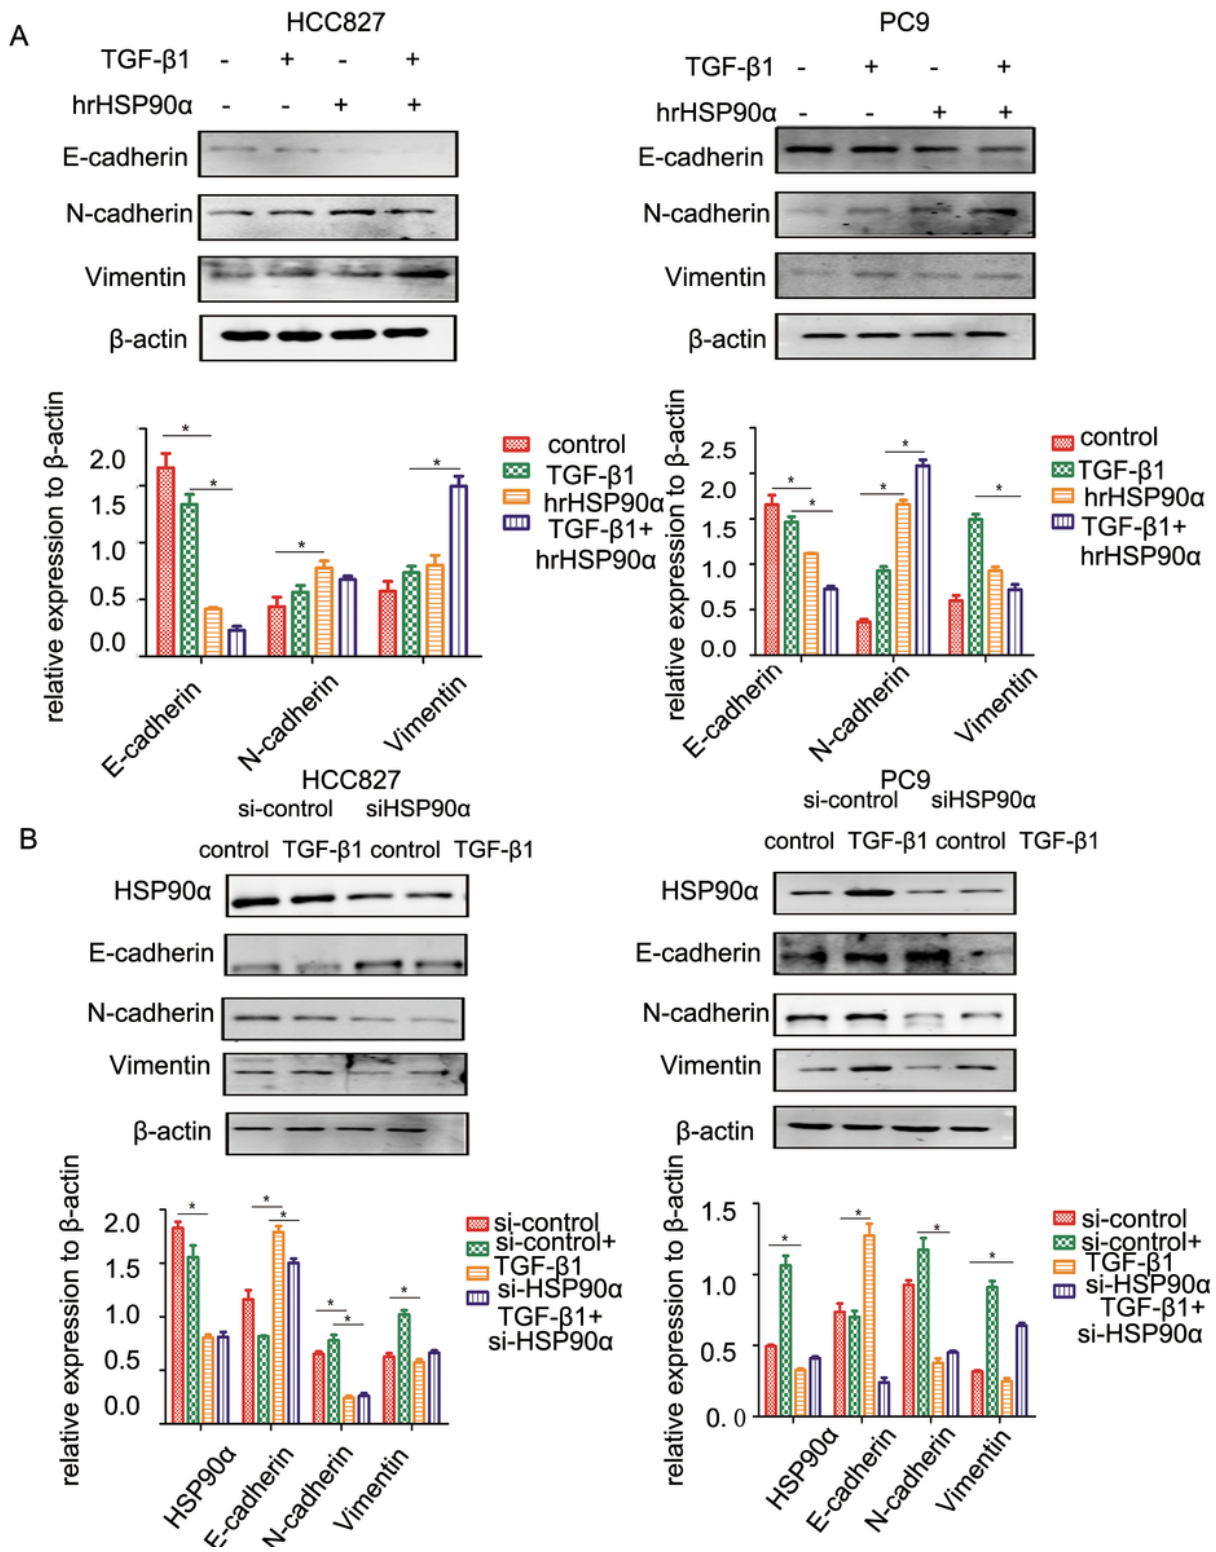 A
HCC827
TGF-β1 - + - +
hrHSP90α - - + +
E-cadherin
N-cadherin
Vimentin
β-actin
PC9
TGF-β1 - + - +
hrHSP90α - - + +
E-cadherin
N-cadherin
Vimentin
β-actin
relative expression to β-actin
2.0
1.5
1.0
0.5
0.0
* * * *
E-cadherin
N-cadherin
Vimentin
control
TGF-β1
hrHSP90α
TGF-β1+
hrHSP90α
relative expression to β-actin
2.5
2.0
1.5
1.0
0.5
0.0
* * * * *
E-cadherin
N-cadherin
Vimentin
control
TGF-β1
hrHSP90α
TGF-β1+
hrHSP90α
B
HCC827
si-control siHSP90α
control TGF-β1 control TGF-β1
HSP90α
E-cadherin
N-cadherin
Vimentin
β-actin
PC9
si-control siHSP90α
control TGF-β1 control TGF-β1
HSP90α
E-cadherin
N-cadherin
Vimentin
β-actin
relative expression to β-actin
2.0
1.5
1.0
0.5
0.0
* * * * * *
HSP90α
E-cadherin
N-cadherin
Vimentin
si-control
si-control+
TGF-β1
si-HSP90α
TGF-β1+
si-HSP90α
relative expression to β-actin
1.5
1.0
0.5
0.0
* * * *
HSP90α
E-cadherin
N-cadherin
Vimentin
si-control
si-control+
TGF-β1
si-HSP90α
TGF-β1+
si-HSP90α